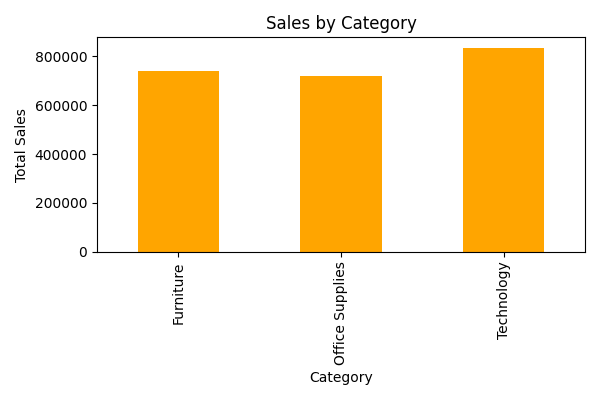 Sales by Category
Total Sales
800000
600000
400000
200000
0
Furniture
Office Supplies
Technology
Category